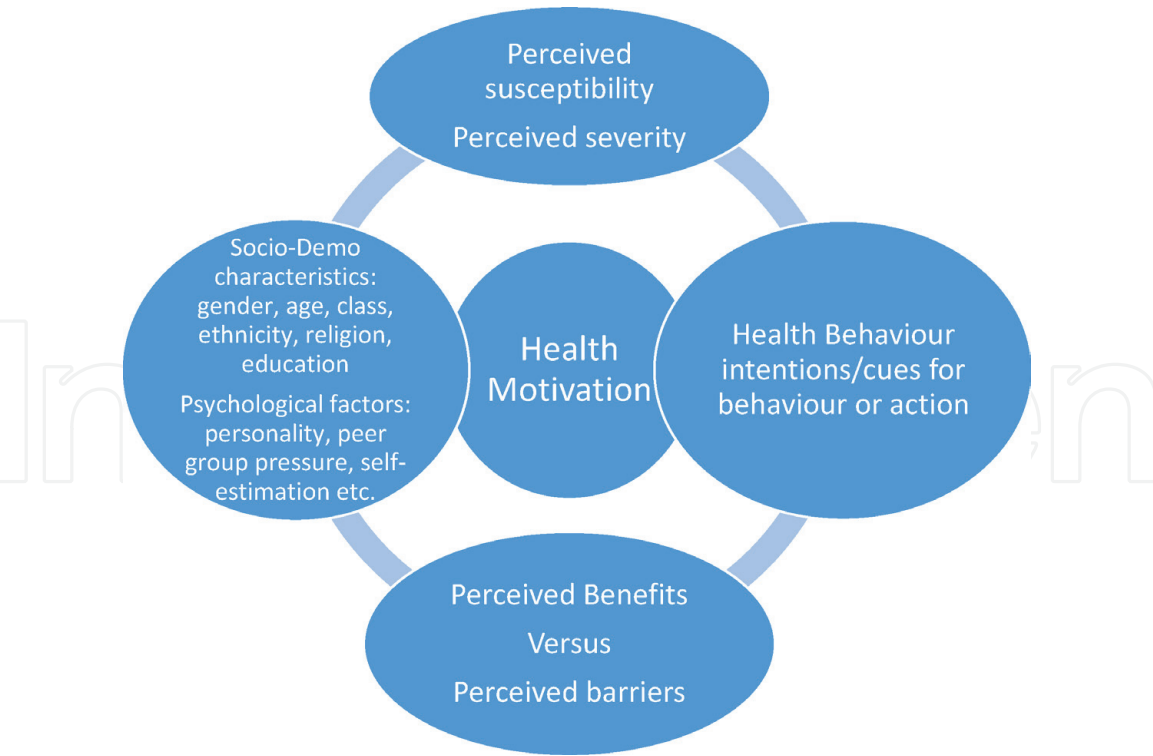 Perceived
susceptibility
Perceived severity
Socio-Demo
characteristics:
gender, age, class,
ethnicity, religion,
education
Psychological factors:
personality, peer
group pressure, self-
estimation etc.
Health
Motivation
Health Behaviour
intentions/cues for
behaviour or action
Perceived Benefits
Versus
Perceived barriers